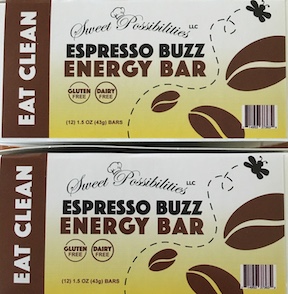 EAT CLEAN
Sweet Possibilities LLC
ESPRESSO BUZZ
ENERGY BAR
GLUTEN FREE
DAIRY FREE
(12) 1.5 OZ (43g) BARS
EAT CLEAN
Sweet Possibilities LLC
ESPRESSO BUZZ
ENERGY BAR
GLUTEN FREE
DAIRY FREE
(12) 1.5 OZ (43g) BARS